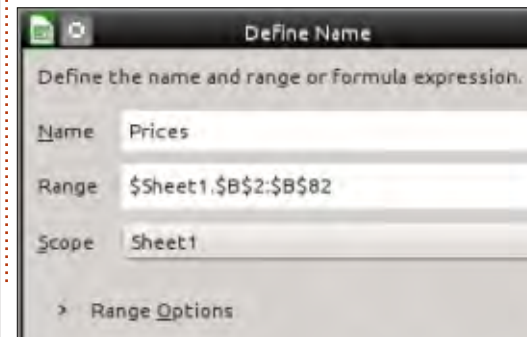 Define Name
Define the name and range or formula expression.
Name Prices
Range $Sheet1.$B$2:$B$82
Scope Sheet1
> Range Options